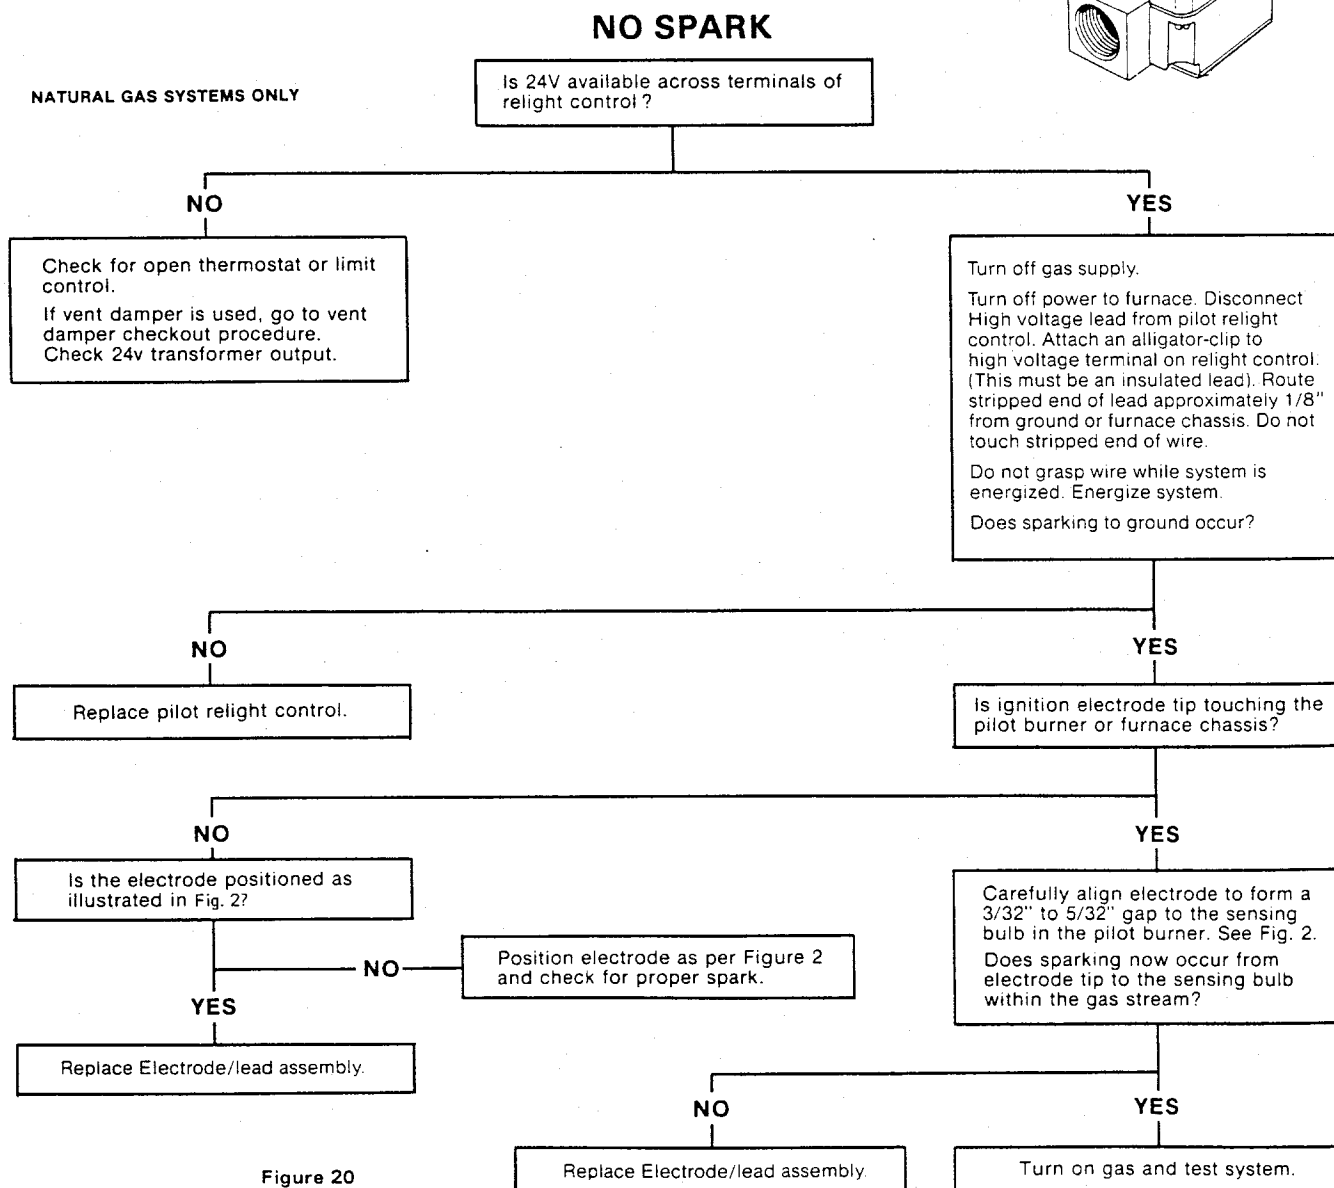 NO SPARK
NATURAL GAS SYSTEMS ONLY
Is 24V available across terminals of
relight control?
NO
YES
Check for open thermostat or limit
control.
If vent damper is used, go to vent
damper checkout procedure.
Check 24v transformer output.
Turn off gas supply.
Turn off power to furnace. Disconnect
High voltage lead from pilot relight
control. Attach an alligator-clip to
high voltage terminal on relight control.
(This must be an insulated lead). Route
stripped end of lead approximately 1/8"
from ground or furnace chassis. Do not
touch stripped end of wire.
Do not grasp wire while system is
energized. Energize system.
Does sparking to ground occur?
NO
YES
Replace pilot relight control.
Is ignition electrode tip touching the
pilot burner or furnace chassis?
NO
YES
Is the electrode positioned as
illustrated in Fig. 2?
NO
Position electrode as per Figure 2
and check for proper spark.
YES
Replace Electrode/lead assembly.
Carefully align electrode to form a
3/32" to 5/32" gap to the sensing
bulb in the pilot burner. See Fig. 2.
Does sparking now occur from
electrode tip to the sensing bulb
within the gas stream?
NO
YES
Replace Electrode/lead assembly.
Turn on gas and test system.
Figure 20